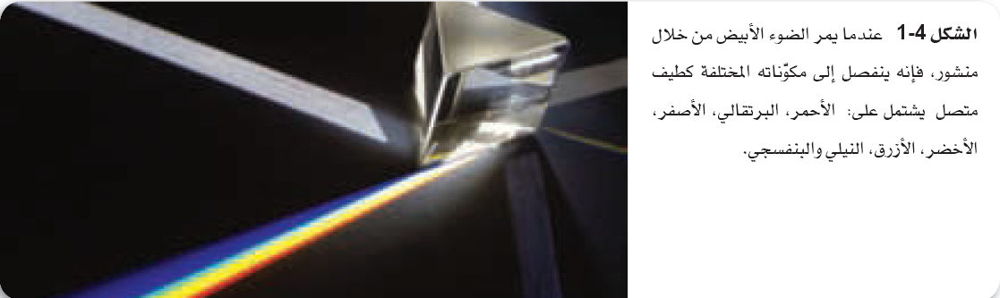 الشكل 4-1 عندما يمر الضوء الأبيض من خلال
منشور، فإنه ينفصل إلى مكوّناته المختلفة كطيف
متصل يشتمل على: الأحمر، البرتقالي، الأصفر،
الأخضر، الأزرق، النيلي والبنفسجي.